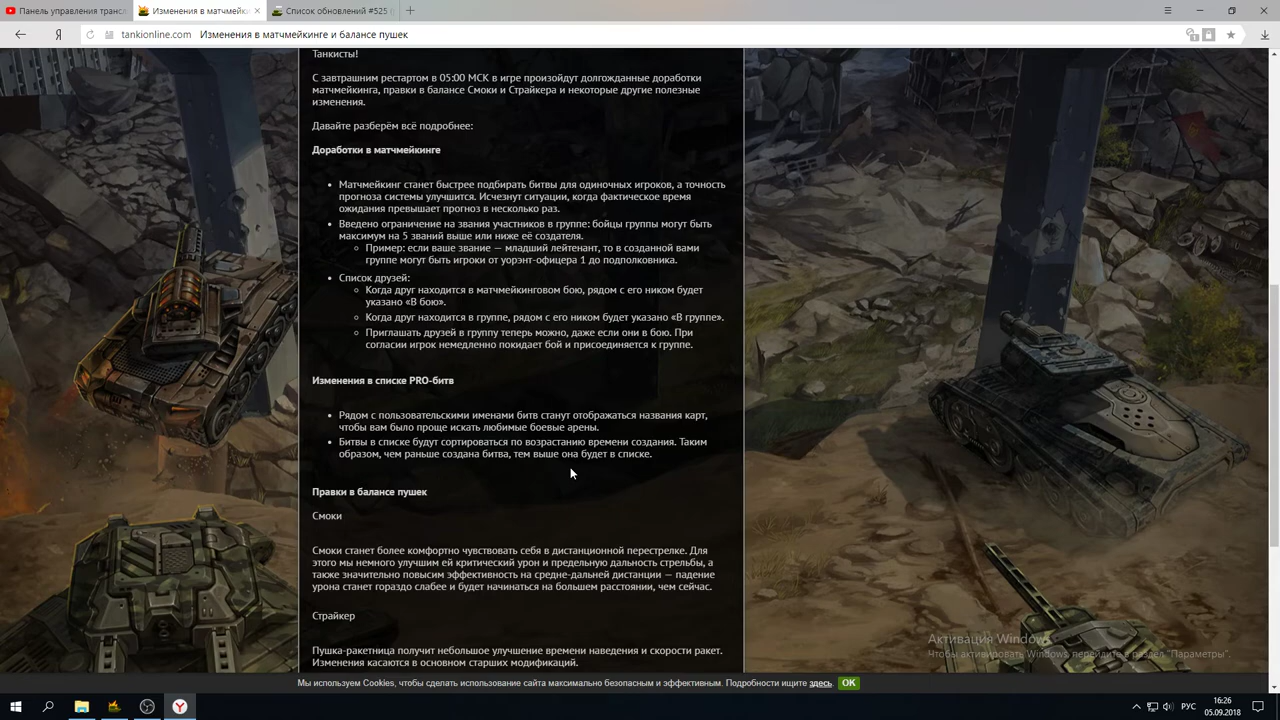 Панель управления трансл
Изменения в матчмейки
Список обновлений #525 (
tankionline.com Изменения в матчмейкинге и балансе пушек
Танкисты!
С завтрашним рестартом в 05:00 МСК в игре произойдут долгожданные доработки
матчмейкинга, правки в балансе Смоки и Страйкера и некоторые другие полезные
изменения.
Давайте разберём всё подробнее:
Доработки в матчмейкинге
• Матчмейкинг станет быстрее подбирать битвы для одиночных игроков, а точность
прогноза системы улучшится. Исчезнут ситуации, когда фактическое время
ожидания превышает прогноз в несколько раз.
• Введено ограничение на звания участников в группе: бойцы группы могут быть
максимум на 5 званий выше или ниже её создателя.
Пример: если ваше звание — младший лейтенант, то в созданной вами
группе могут быть игроки от уорэнт-офицера 1 до подполковника.
• Список друзей:
Когда друг находится в матчмейкинговом бою, рядом с его ником будет
указано «В бою».
Когда друг находится в группе, рядом с его ником будет указано «В группе».
Приглашать друзей в группу теперь можно, даже если они в бою. При
согласии игрок немедленно покидает бой и присоединяется к группе.
Изменения в списке PRO-битв
• Рядом с пользовательскими именами битв станут отображаться названия карт,
чтобы вам было проще искать любимые боевые арены.
• Битвы в списке будут сортироваться по возрастанию времени создания. Таким
образом, чем раньше создана битва, тем выше она будет в списке.
Правки в балансе пушек
Смоки
Смоки станет более комфортно чувствовать себя в дистанционной перестрелке. Для
этого мы немного улучшим ей критический урон и предельную дальность стрельбы, а
также значительно повысим эффективность на средне-дальней дистанции — падение
урона станет гораздо слабее и будет начинаться на большем расстоянии, чем сейчас.
Страйкер
Пушка-ракетница получит небольшое улучшение времени наведения и скорости ракет.
Изменения касаются в основном старших модификаций.
Активация Windows
Чтобы активировать Windows, перейдите в раздел "Параметры".
Мы используем Cookies, чтобы сделать использование сайта максимально безопасным и эффективным. Подробности ищите здесь. OK
РУС
16:26
05.09.2018